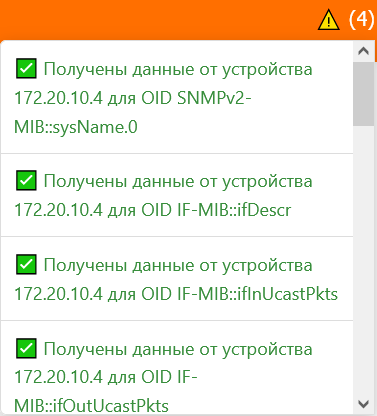 (4)
Получены данные от устройства
172.20.10.4 для OID SNMPv2-
MIB::sysName.0
Получены данные от устройства
172.20.10.4 для OID IF-MIB::ifDescr
Получены данные от устройства
172.20.10.4 для OID IF-MIB::ifInUcastPkts
Получены данные от устройства
172.20.10.4 для OID IF-
MIB::ifOutUcastPkts